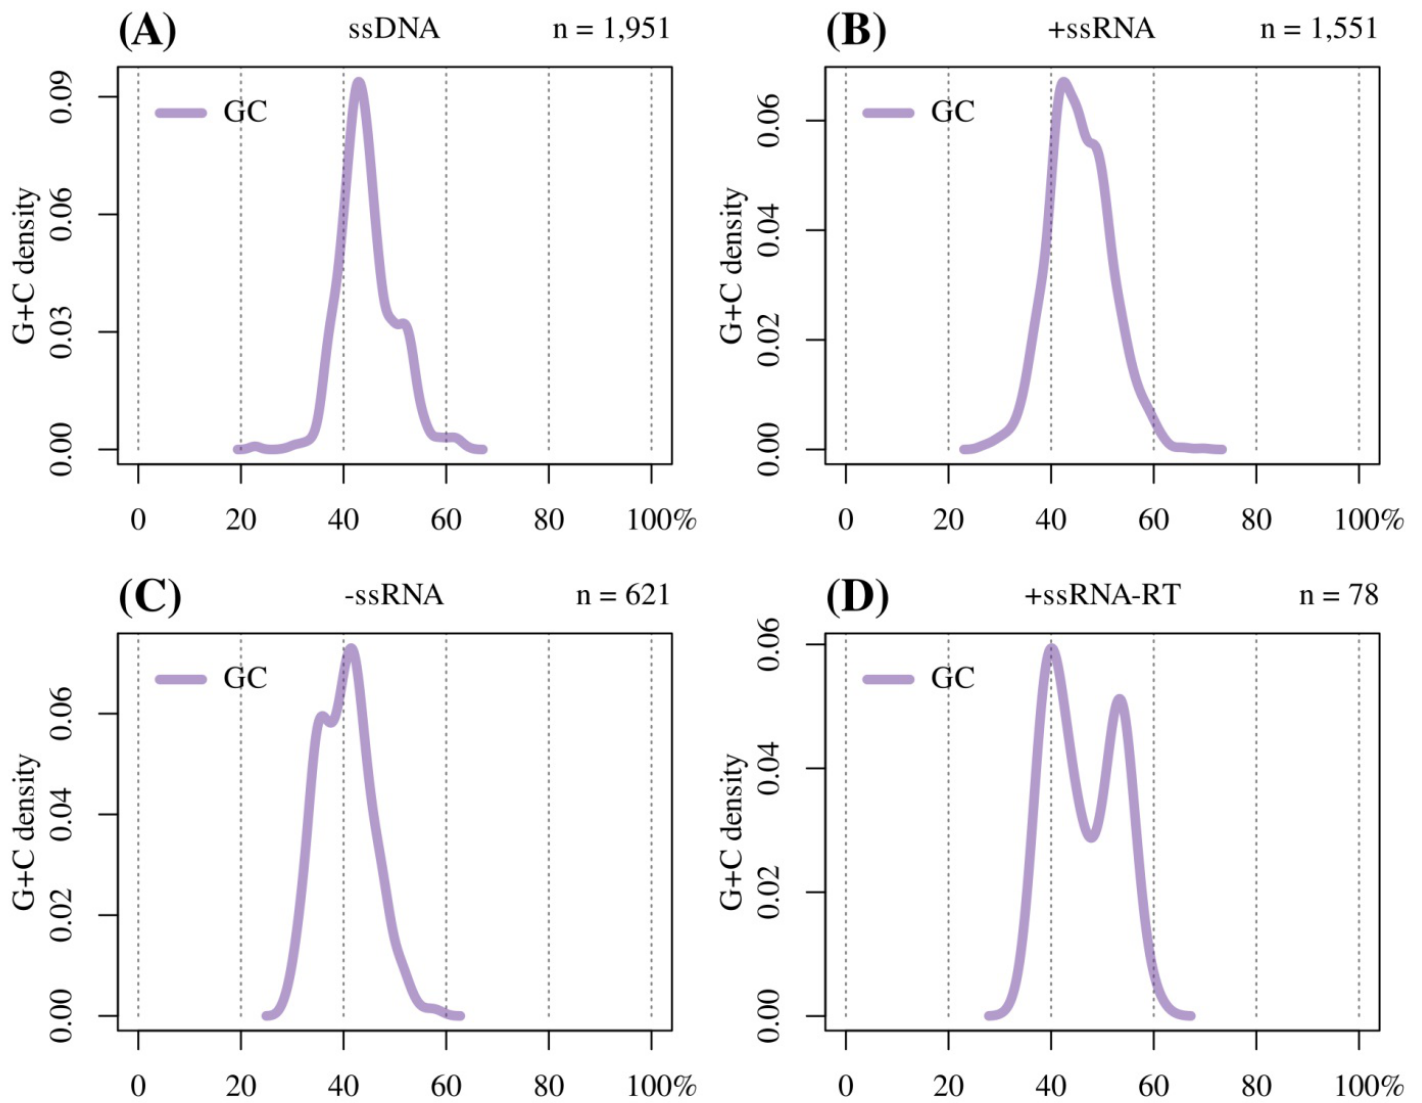 (A) ssDNA n = 1,951
GC
G+C density
0.00 0.03 0.06 0.09
0 20 40 60 80 100%
(B) +ssRNA n = 1,551
GC
G+C density
0.00 0.02 0.04 0.06
0 20 40 60 80 100%
(C) -ssRNA n = 621
GC
G+C density
0.00 0.02 0.04 0.06
0 20 40 60 80 100%
(D) +ssRNA-RT n = 78
GC
G+C density
0.00 0.02 0.04 0.06
0 20 40 60 80 100%